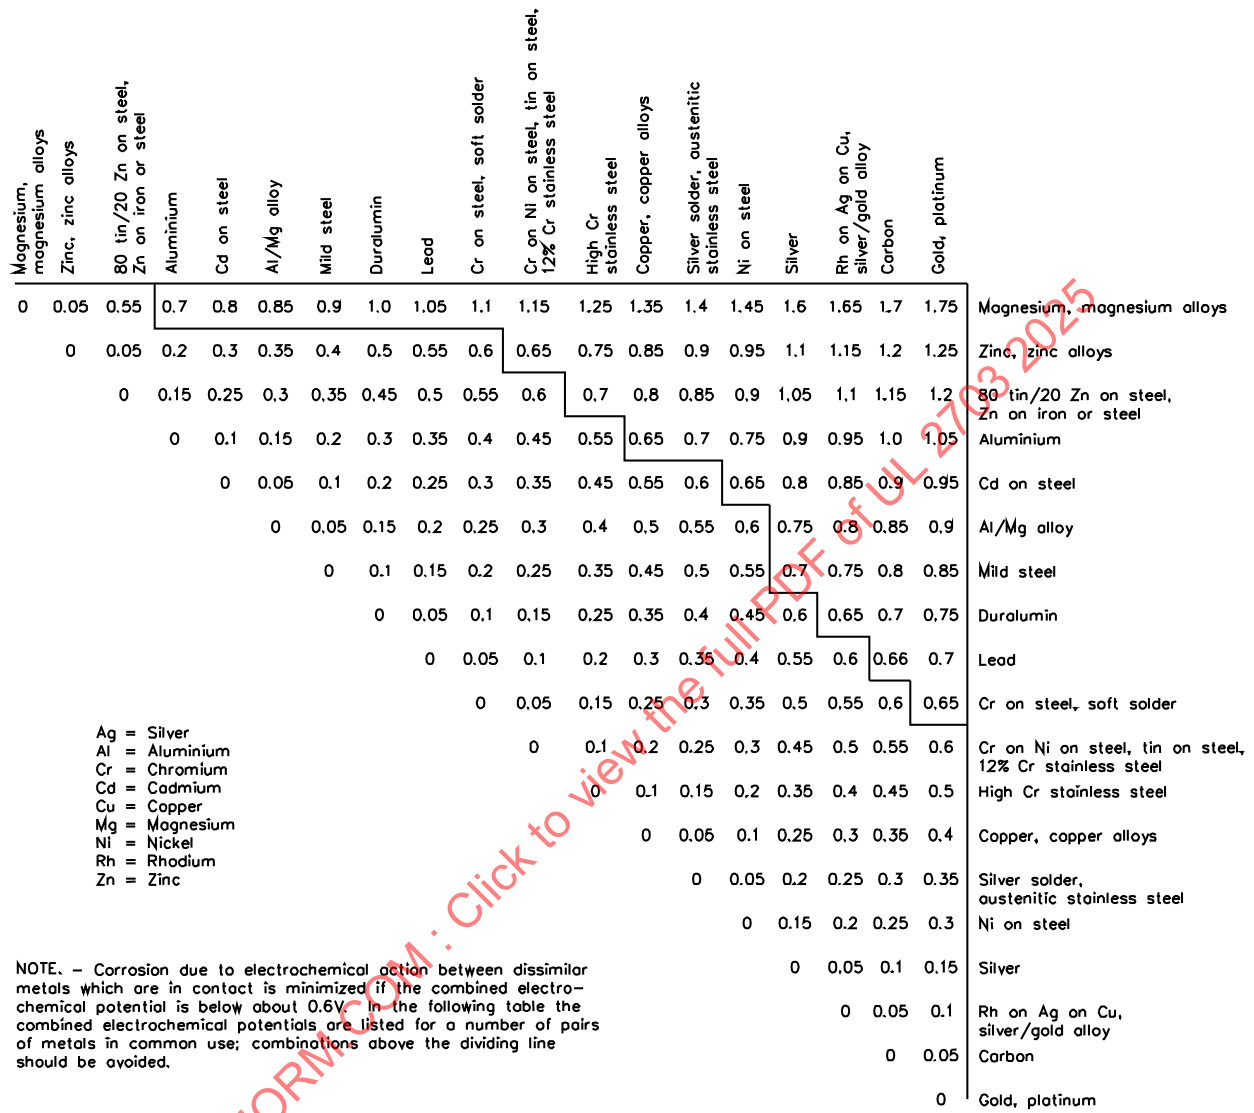 Magnesium,
magnesium alloys
Zinc, zinc alloys
80 tin/20 Zn on steel,
Zn on iron or steel
Aluminium
Cd on steel
Al/Mg alloy
Mild steel
Duralumin
Lead
Cr on steel, soft solder
Cr on Ni on steel, tin on steel,
12% Cr stainless steel
High Cr
stainless steel
Copper, copper alloys
Silver solder, austenitic
stainless steel
Ni on steel
Silver
Rh on Ag on Cu,
silver/gold alloy
Carbon
Gold, platinum
0 0.05 0.55 0.7 0.8 0.85 0.9 1.0 1.05 1.1 1.15 1.25 1.35 1.4 1.45 1.6 1.65 1.7 1.75 Magnesium, magnesium alloys
0 0.05 0.2 0.3 0.35 0.4 0.5 0.55 0.6 0.65 0.75 0.85 0.9 0.95 1.1 1.15 1.2 1.25 Zinc, zinc alloys
0 0.15 0.25 0.3 0.35 0.45 0.5 0.55 0.6 0.7 0.8 0.85 0.9 1.05 1.1 1.15 1.2 80 tin/20 Zn on steel,
Zn on iron or steel
0 0.1 0.15 0.2 0.3 0.35 0.4 0.45 0.55 0.65 0.7 0.75 0.9 0.95 1.0 1.05 Aluminium
0 0.05 0.1 0.2 0.25 0.3 0.35 0.45 0.55 0.6 0.65 0.8 0.85 0.9 0.95 Cd on steel
0 0.05 0.15 0.2 0.25 0.3 0.4 0.5 0.55 0.6 0.75 0.8 0.85 0.9 Al/Mg alloy
0 0.1 0.15 0.2 0.25 0.35 0.45 0.5 0.55 0.7 0.75 0.8 0.85 Mild steel
0 0.05 0.1 0.15 0.25 0.35 0.4 0.45 0.6 0.65 0.7 0.75 Duralumin
0 0.05 0.1 0.2 0.3 0.35 0.4 0.55 0.6 0.66 0.7 Lead
0 0.05 0.15 0.25 0.3 0.35 0.5 0.55 0.6 0.65 Cr on steel, soft solder
0 0.1 0.2 0.25 0.3 0.45 0.5 0.55 0.6 Cr on Ni on steel, tin on steel,
12% Cr stainless steel
0 0.1 0.15 0.2 0.35 0.4 0.45 0.5 High Cr stainless steel
0 0.05 0.1 0.25 0.3 0.35 0.4 Copper, copper alloys
0 0.05 0.2 0.25 0.3 0.35 Silver solder,
austenitic stainless steel
0 0.15 0.2 0.25 0.3 Ni on steel
0 0.05 0.1 0.15 Silver
0 0.05 0.1 Rh on Ag on Cu,
silver/gold alloy
0 0.05 Carbon
0 Gold, platinum
Ag = Silver
Al = Aluminium
Cr = Chromium
Cd = Cadmium
Cu = Copper
Mg = Magnesium
Ni = Nickel
Rh = Rhodium
Zn = Zinc
NOTE. - Corrosion due to electrochemical action between dissimilar
metals which are in contact is minimized if the combined electro-
chemical potential is below about 0.6V. In the following table the
combined electrochemical potentials are listed for a number of pairs
of metals in common use; combinations above the dividing line
should be avoided.
ORM.COM : Click to view the full PDF of UL 2703 2025